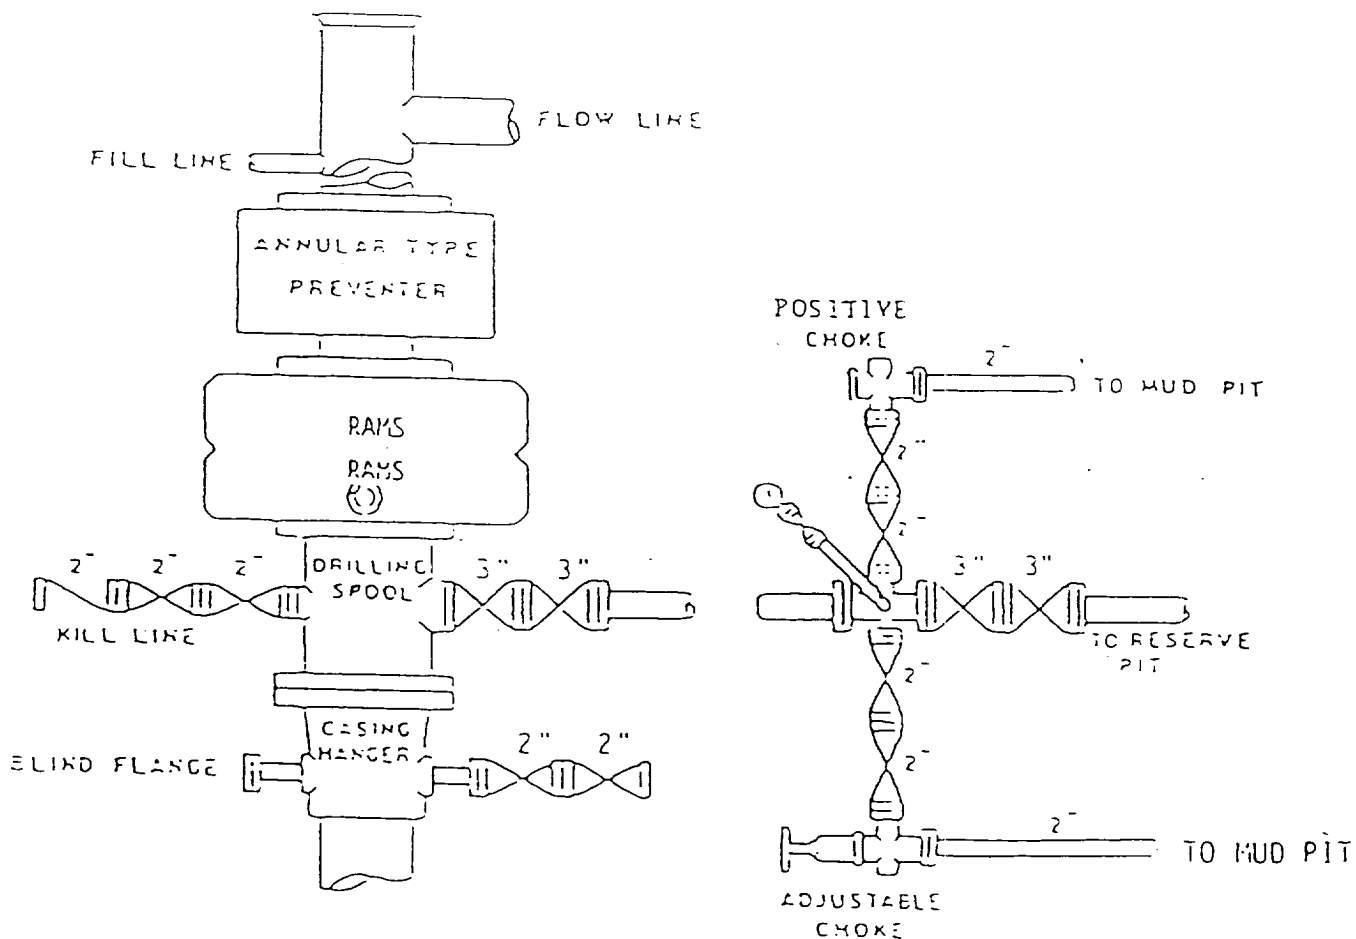 FLOW LINE
FILL LINE
ANNULAR TYPE
PREVENTER
POSITIVE
CHOKE
2"
TO MUD PIT
RAMS
2"
RAMS
2"
2" 2" 2"
DRILLING
SPOOL
3" 3"
3" 3"
KILL LINE
TO RESERVE
PIT
2"
CASING
HANGER
2" 2"
BLIND FLANGE
2"
2"
TO MUD PIT
ADJUSTABLE
CHOKE